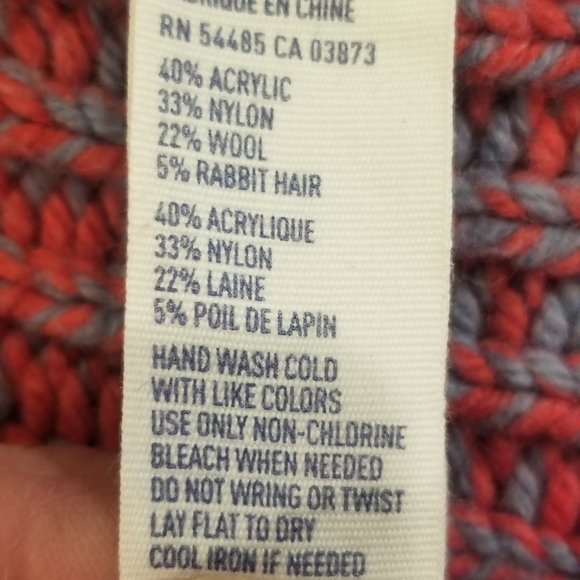 FABRIQUÉ EN CHINE
RN 54485 CA 03873
40% ACRYLIC
33% NYLON
22% WOOL
5% RABBIT HAIR
40% ACRYLIQUE
33% NYLON
22% LAINE
5% POIL DE LAPIN
HAND WASH COLD
WITH LIKE COLORS
USE ONLY NON-CHLORINE
BLEACH WHEN NEEDED
DO NOT WRING OR TWIST
LAY FLAT TO DRY
COOL IRON IF NEEDED